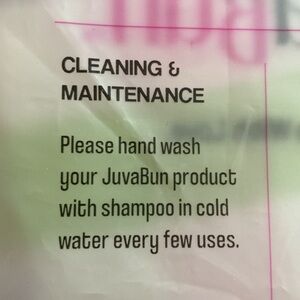 CLEANING &
MAINTENANCE
Please hand wash
your JuvaBun product
with shampoo in cold
water every few uses.